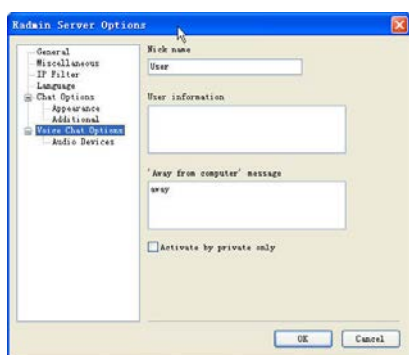 Radmin Server Options
General
Miscellaneous
IP Filter
Language
Chat Options
Appearance
Additional
Voice Chat Options
Audio Devices
Nick name
User
User information
'Away from computer' message
away
Activate by private only
OK
Cancel